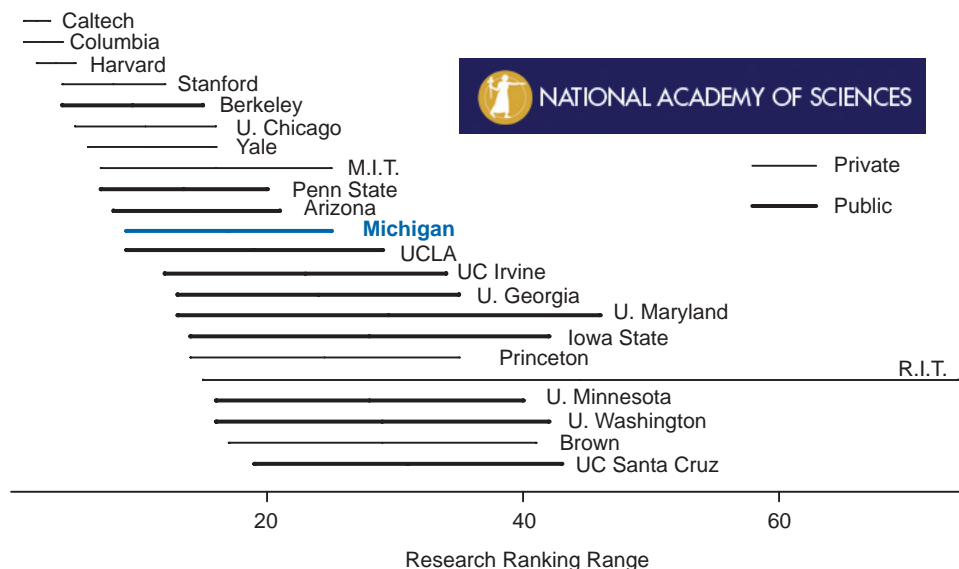 Caltech
Columbia
Harvard
Stanford
Berkeley
U. Chicago
Yale
M.I.T.
Penn State
Arizona
Michigan
UCLA
UC Irvine
U. Georgia
U. Maryland
Iowa State
Princeton
R.I.T.
U. Minnesota
U. Washington
Brown
UC Santa Cruz
NATIONAL ACADEMY OF SCIENCES
Private
Public
20 40 60
Research Ranking Range